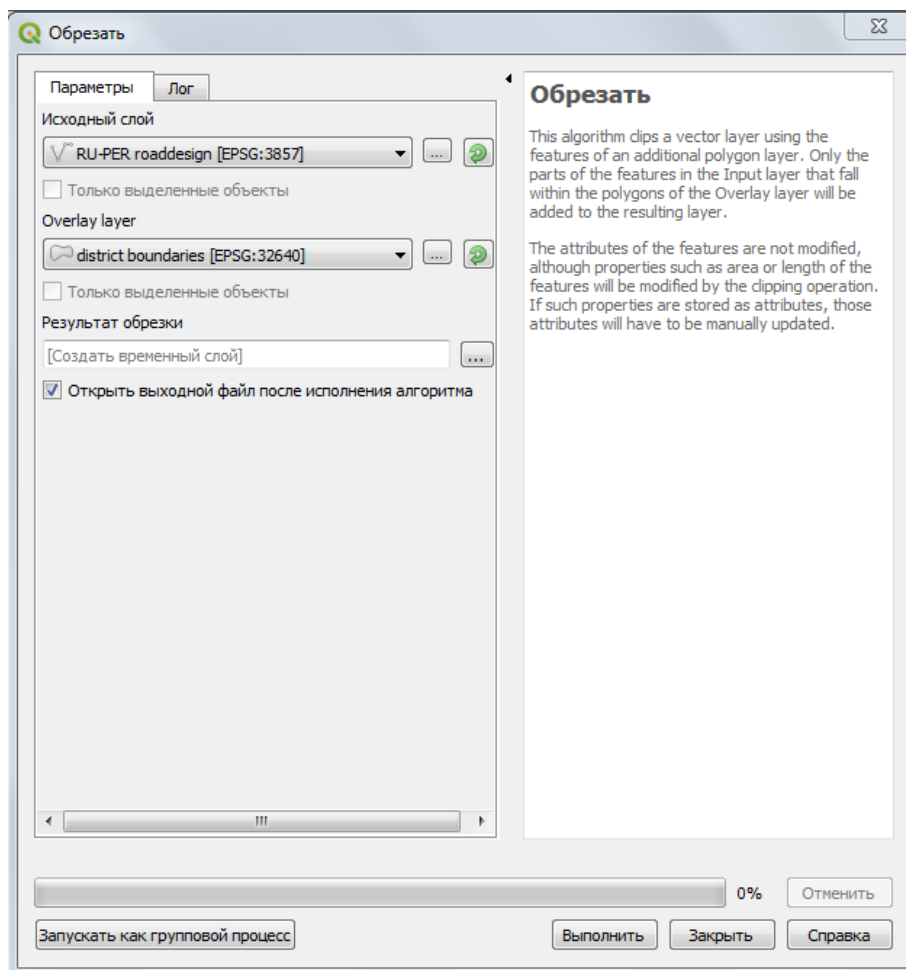 Обрезать
Параметры
Лог
Исходный слой
RU-PER roaddesign [EPSG:3857]
...
Только выделенные объекты
Overlay layer
district boundaries [EPSG:32640]
...
Только выделенные объекты
Результат обрезки
[Создать временный слой]
...
Открыть выходной файл после исполнения алгоритма
Обрезать
This algorithm clips a vector layer using the
features of an additional polygon layer. Only the
parts of the features in the Input layer that fall
within the polygons of the Overlay layer will be
added to the resulting layer.
The attributes of the features are not modified,
although properties such as area or length of the
features will be modified by the clipping operation.
If such properties are stored as attributes, those
attributes will have to be manually updated.
0%
Отменить
Запускать как групповой процесс
Выполнить
Закрыть
Справка